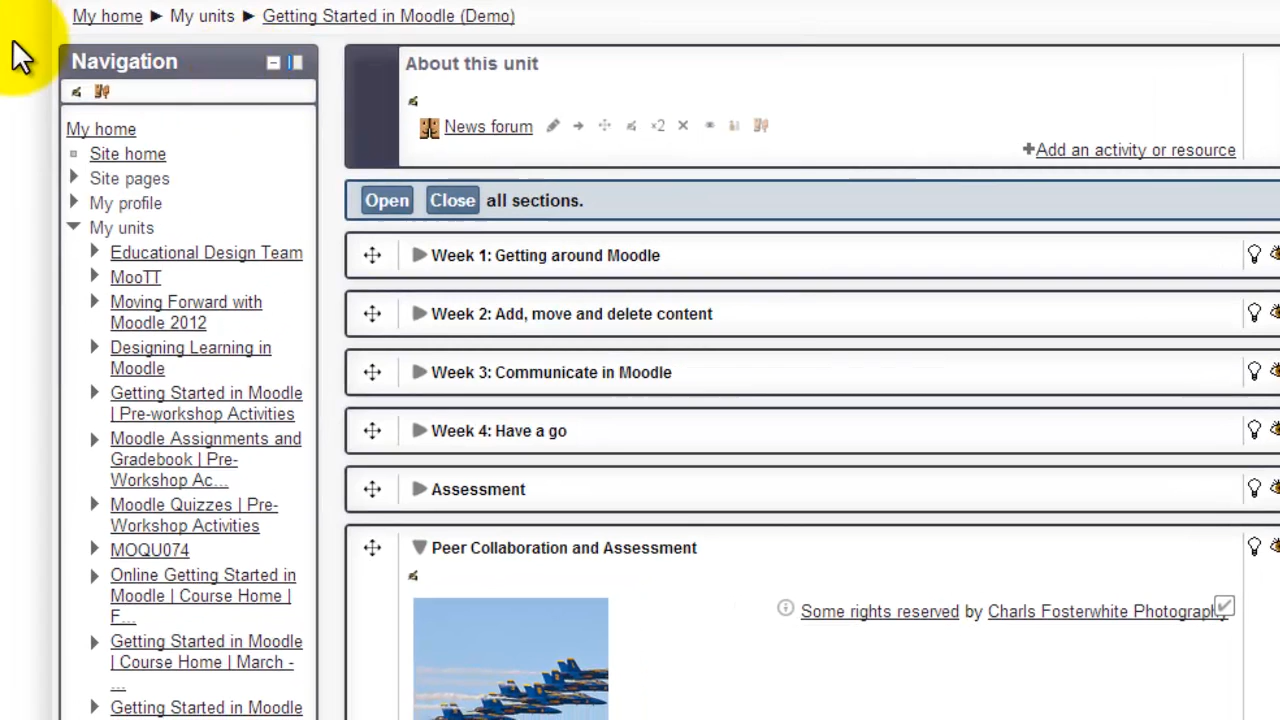 My home ► My units ► Getting Started in Moodle (Demo)
Navigation
My home
Site home
Site pages
My profile
My units
Educational Design Team
MooTT
Moving Forward with
Moodle 2012
Designing Learning in
Moodle
Getting Started in Moodle
| Pre-workshop Activities
Moodle Assignments and
Gradebook | Pre-
Workshop Ac...
Moodle Quizzes | Pre-
Workshop Activities
MOQU074
Online Getting Started in
Moodle | Course Home |
F...
Getting Started in Moodle
| Course Home | March -
...
Getting Started in Moodle
About this unit
News forum ×2
Add an activity or resource
Open Close all sections.
Week 1: Getting around Moodle
Week 2: Add, move and delete content
Week 3: Communicate in Moodle
Week 4: Have a go
Assessment
Peer Collaboration and Assessment
Some rights reserved by Charls Fosterwhite Photography